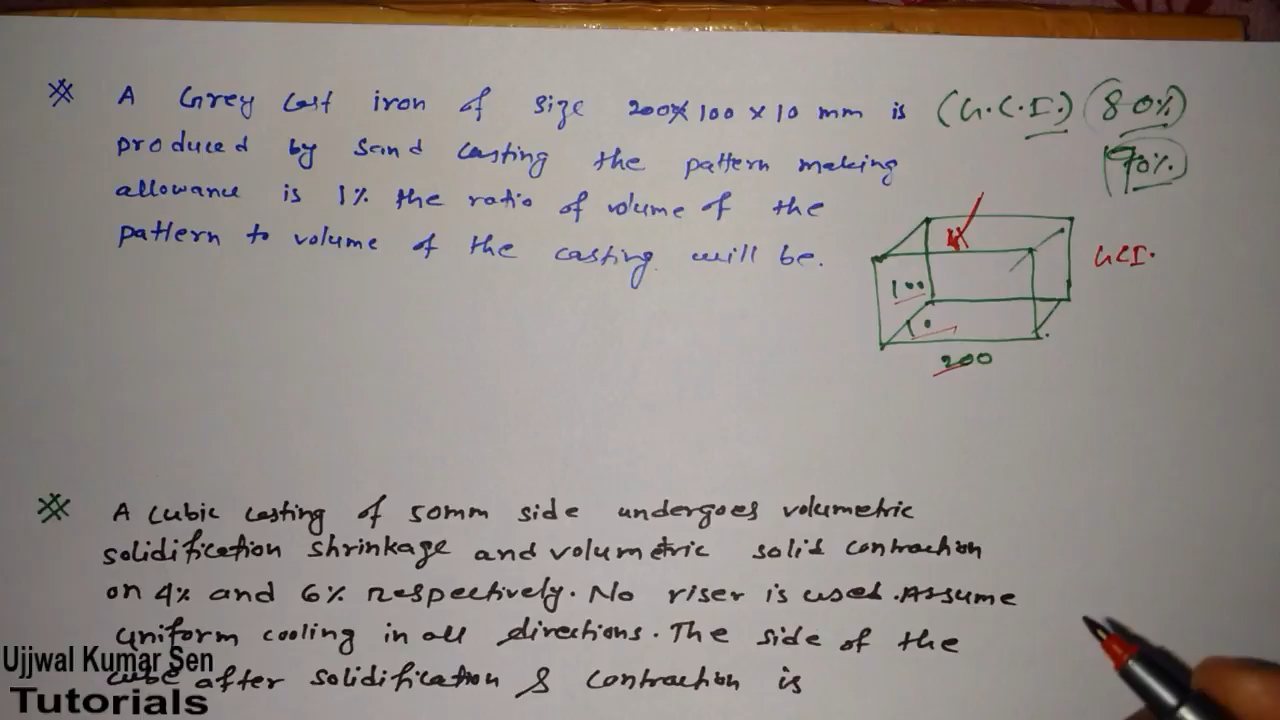 A Grey Cast iron of size 200 x 100 x 10 mm is (G.C.I.) 80%
produced by Sand Casting the pattern making 90%
allowance is 1% the ratio of volume of the
pattern to volume of the casting will be.
GCI.
100
10
200
A cubic casting of 50mm side undergoes volumetric
solidification shrinkage and volumetric solid contraction
on 4% and 6% respectively. No riser is used. Assume
uniform cooling in all directions. The side of the
cube after solidification & contraction is
Ujjwal Kumar Sen
Tutorials